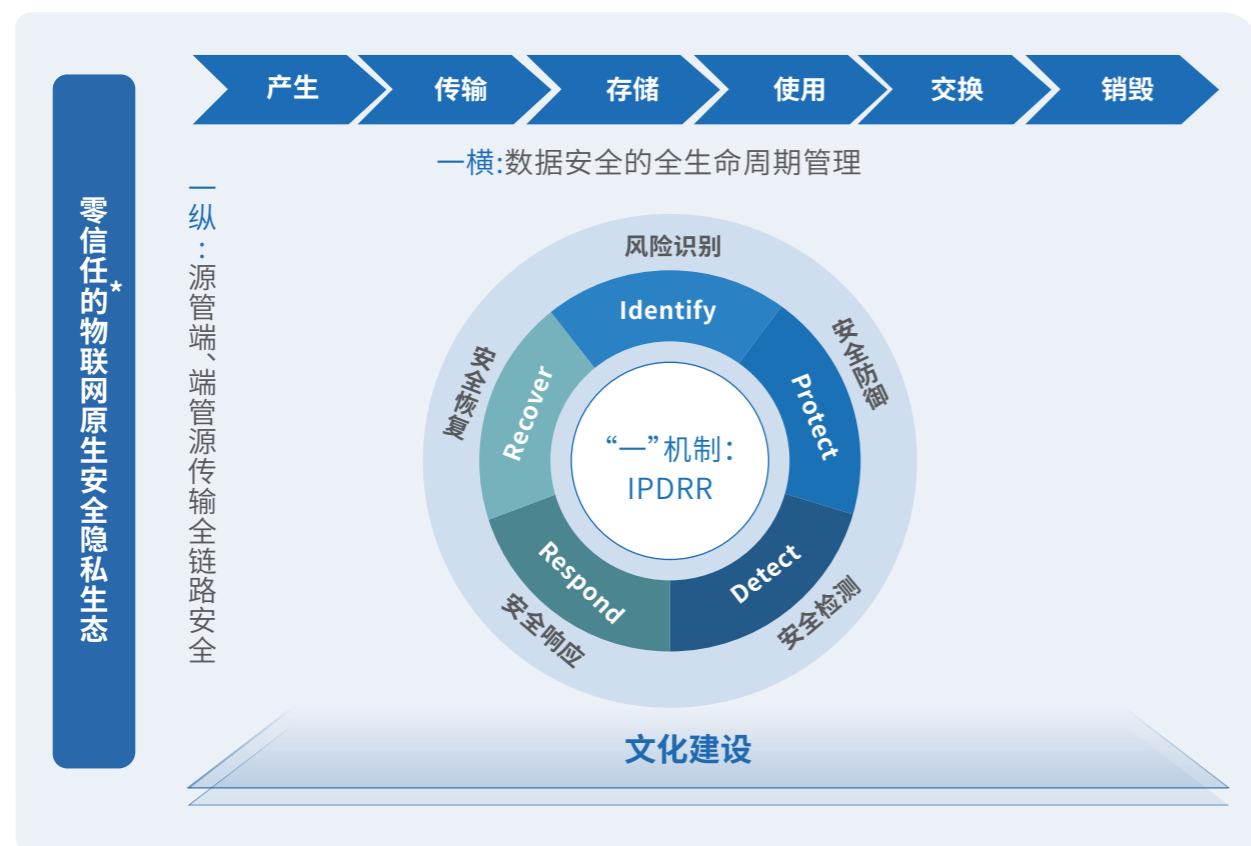 产生
传输
存储
使用
交换
销毁
一横:数据安全的全生命周期管理
零信任的*物联网原生安全隐私生态
一纵：源管端、端管源传输全链路安全
风险识别
Identify
安全防御
Protect
安全检测
Detect
安全响应
Respond
安全恢复
Recover
“一”机制：
IPDRR
文化建设